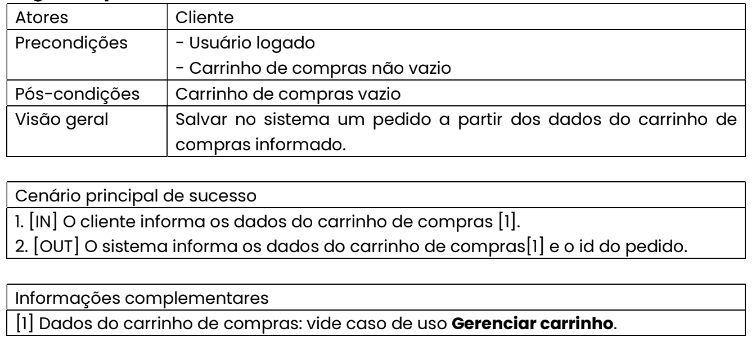 Atores Cliente
Precondições - Usuário logado
- Carrinho de compras não vazio
Pós-condições Carrinho de compras vazio
Visão geral Salvar no sistema um pedido a partir dos dados do carrinho de
compras informado.
Cenário principal de sucesso
1. [IN] O cliente informa os dados do carrinho de compras [1].
2. [OUT] O sistema informa os dados do carrinho de compras[1] e o id do pedido.
Informações complementares
[1] Dados do carrinho de compras: vide caso de uso Gerenciar carrinho.